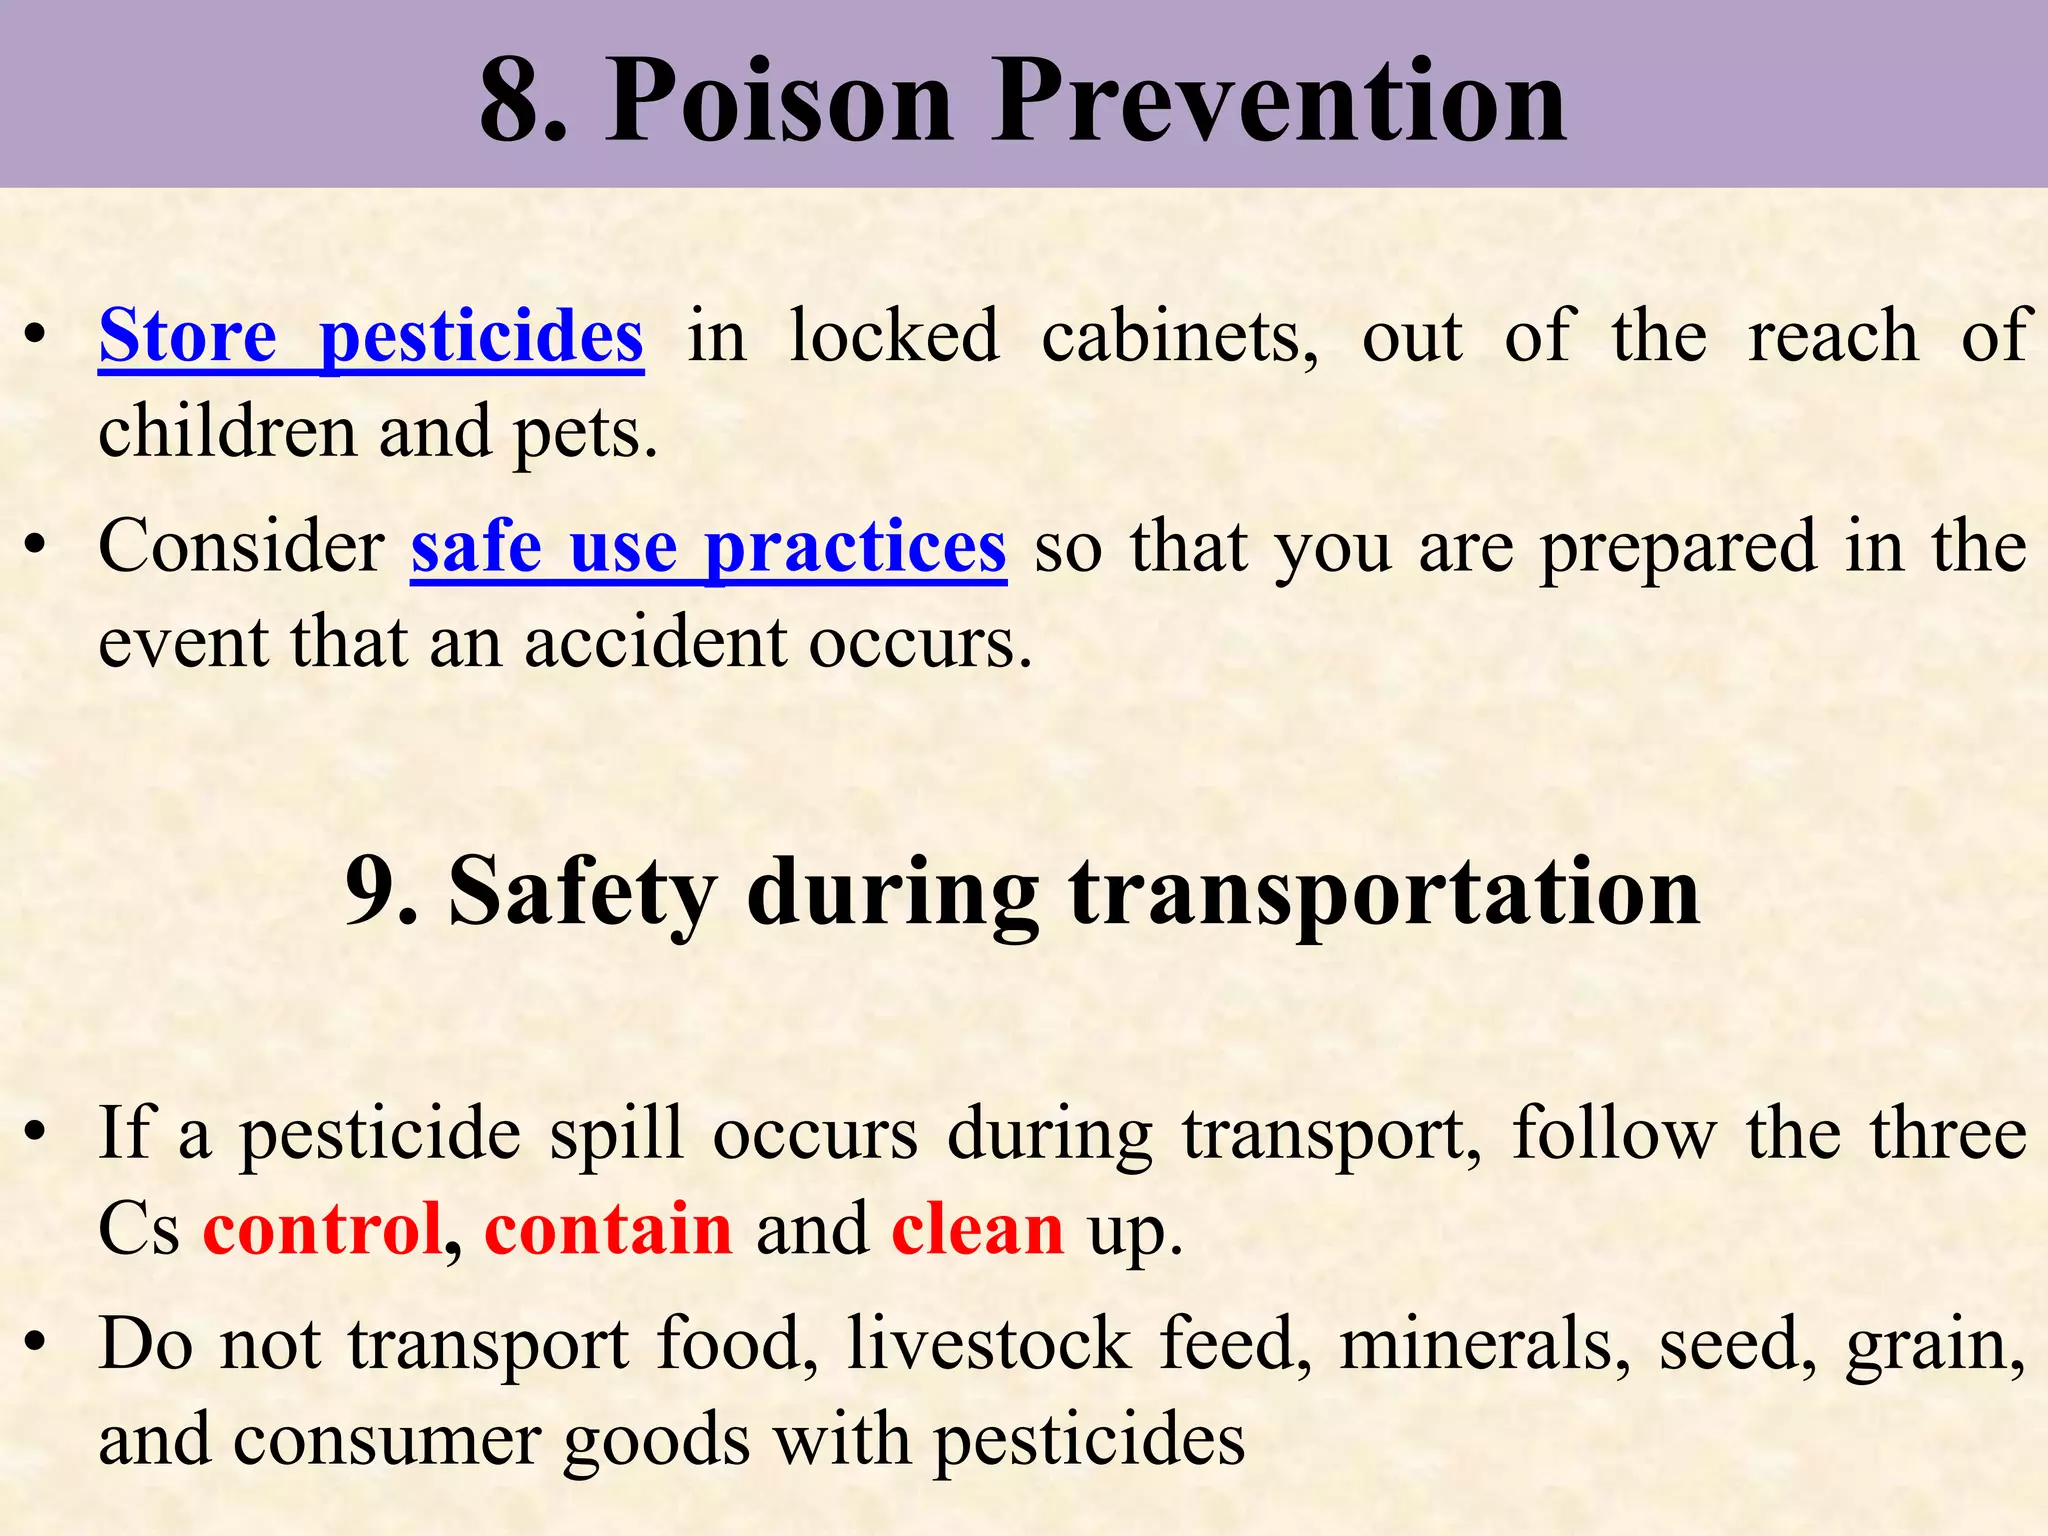 8. Poison Prevention
• Store pesticides in locked cabinets, out of the reach of
children and pets.
• Consider safe use practices so that you are prepared in the
event that an accident occurs.
9. Safety during transportation
• If a pesticide spill occurs during transport, follow the three
Cs control, contain and clean up.
• Do not transport food, livestock feed, minerals, seed, grain,
and consumer goods with pesticides